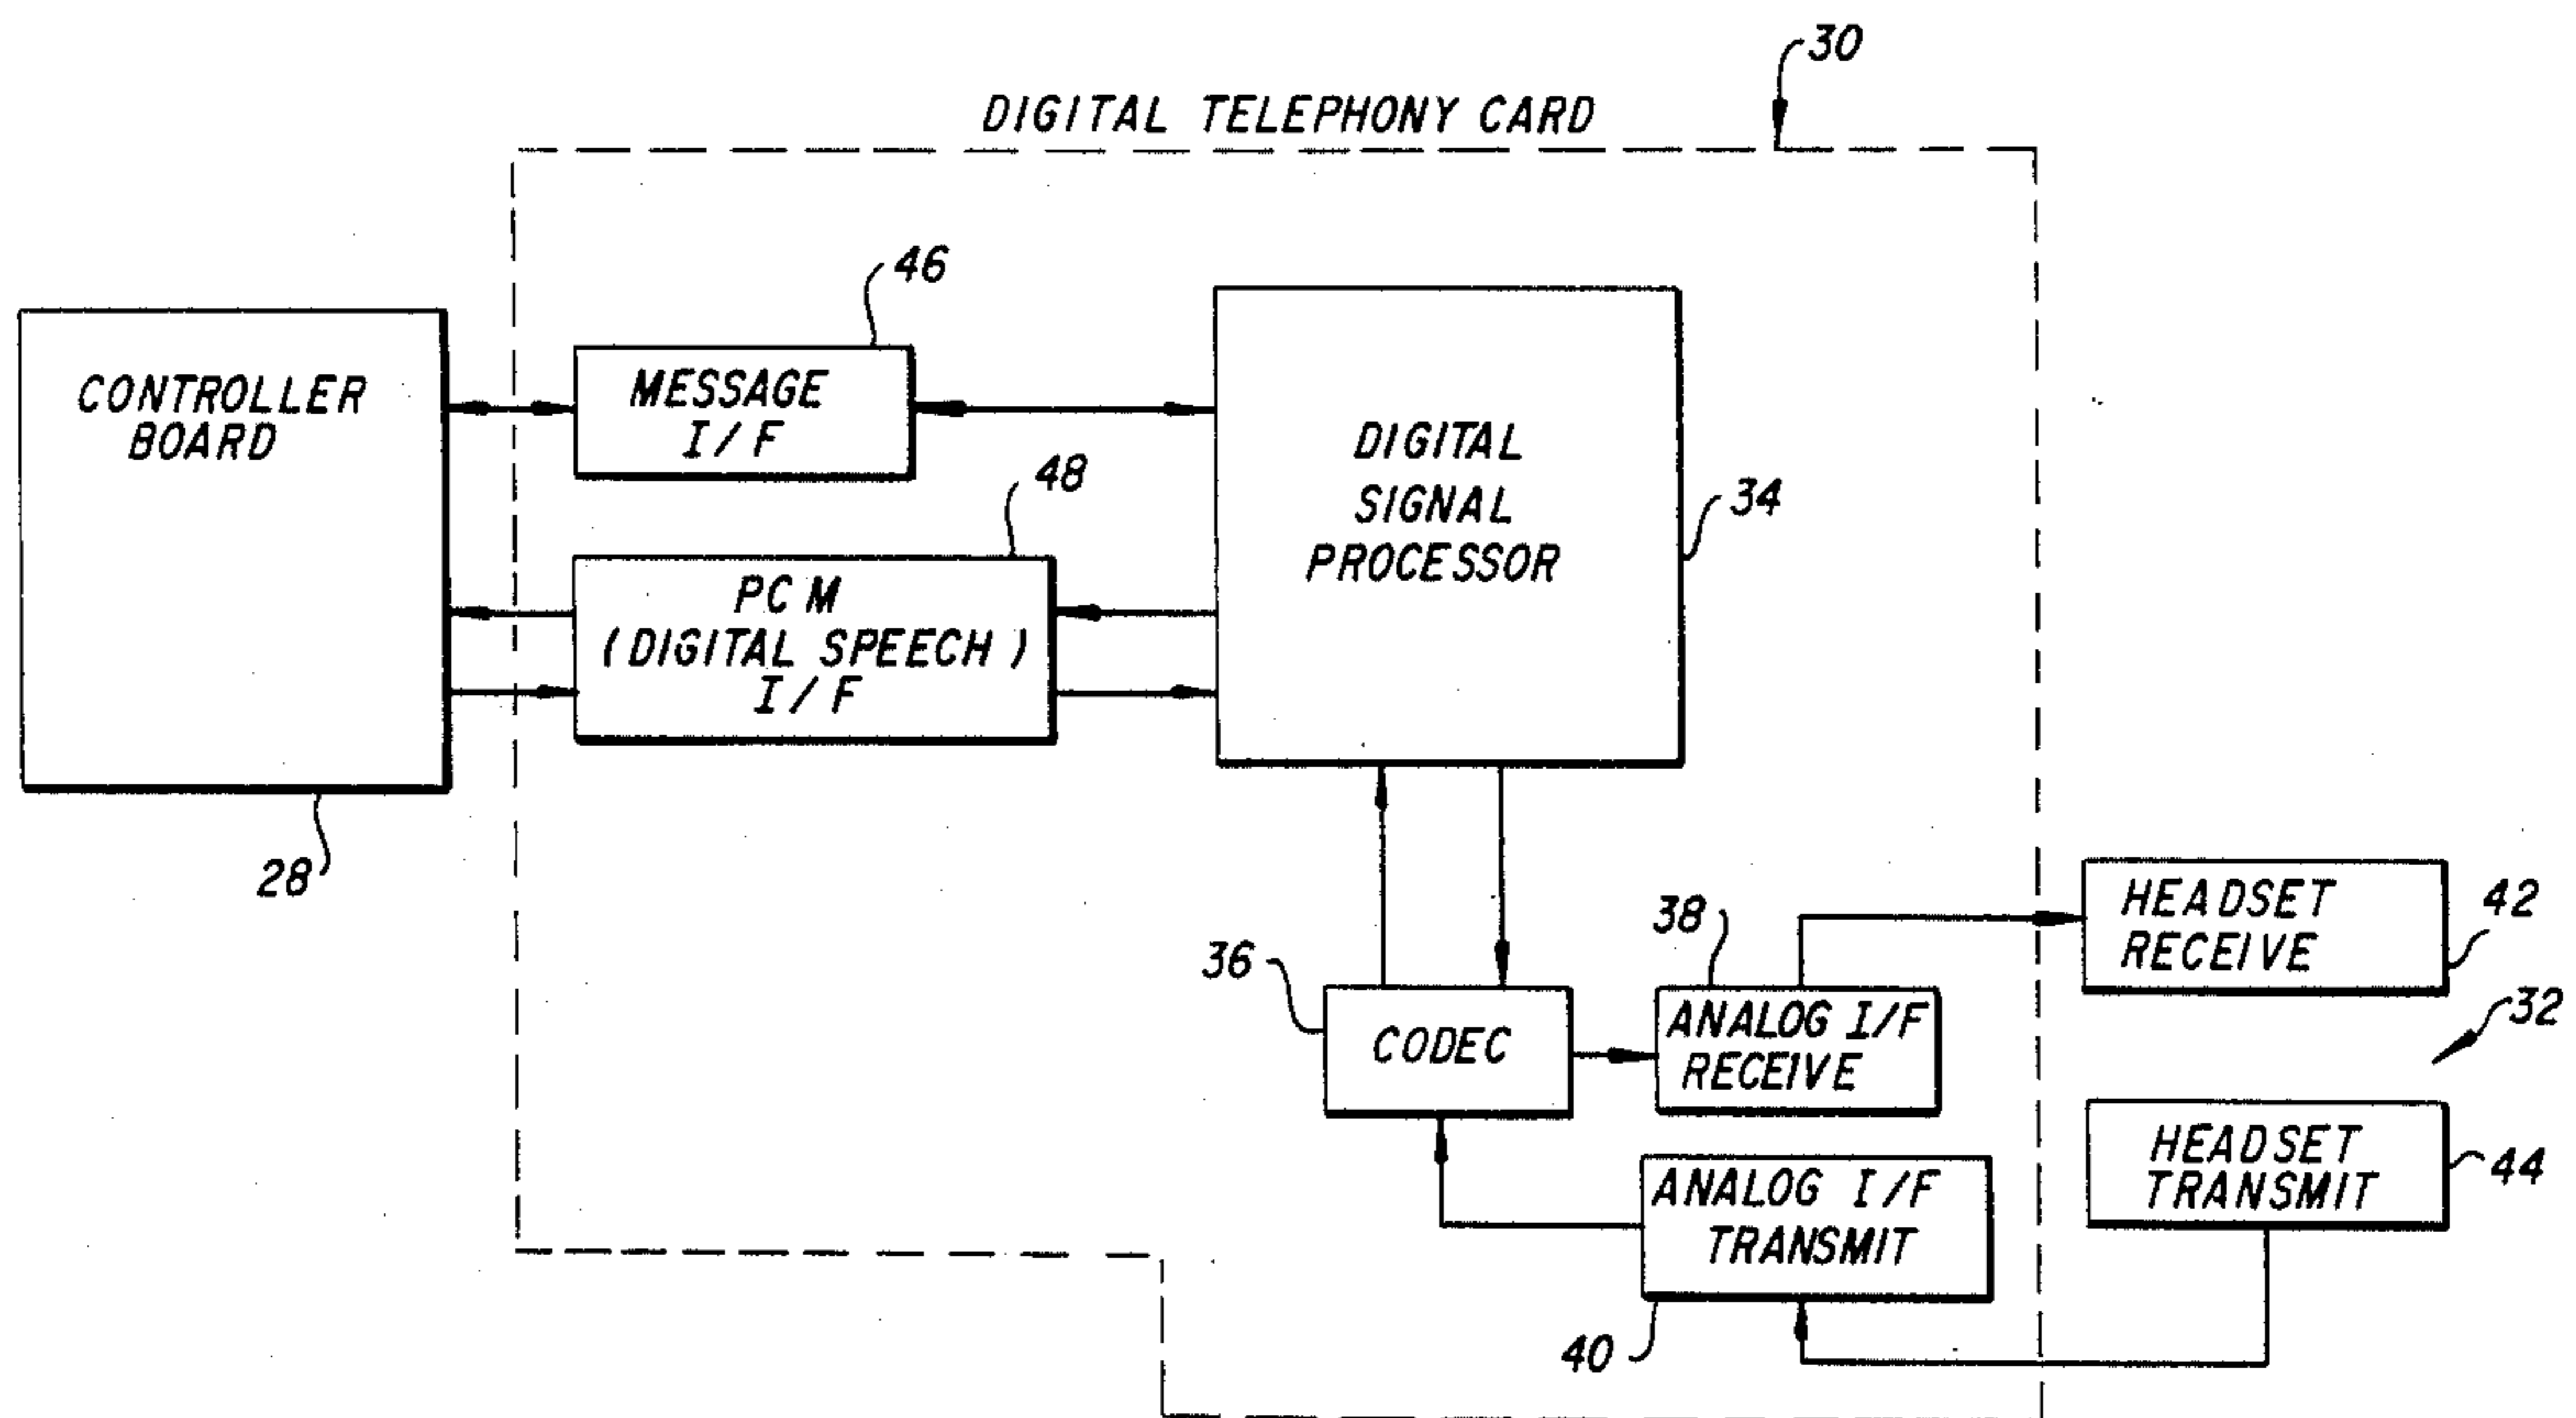 30
DIGITAL TELEPHONY CARD
46
CONTROLLER
BOARD
MESSAGE
I/F
48
DIGITAL
SIGNAL
PROCESSOR
34
PCM
(DIGITAL SPEECH)
I/F
28
38
HEADSET
RECEIVE
42
36
CODEC
ANALOG I/F
RECEIVE
32
HEADSET
TRANSMIT
44
ANALOG I/F
TRANSMIT
40